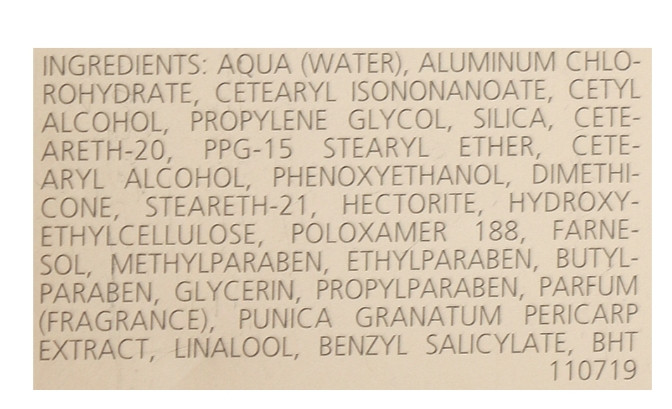 INGREDIENTS: AQUA (WATER), ALUMINUM CHLO-
ROHYDRATE, CETEARYL ISONONANOATE, CETYL
ALCOHOL, PROPYLENE GLYCOL, SILICA, CETE-
ARETH-20, PPG-15 STEARYL ETHER, CETE-
ARYL ALCOHOL, PHENOXYETHANOL, DIMETHI-
CONE, STEARETH-21, HECTORITE, HYDROXY-
ETHYLCELLULOSE, POLOXAMER 188, FARNE-
SOL, METHYLPARABEN, ETHYLPARABEN, BUTYL-
PARABEN, GLYCERIN, PROPYLPARABEN, PARFUM
(FRAGRANCE), PUNICA GRANATUM PERICARP
EXTRACT, LINALOOL, BENZYL SALICYLATE, BHT
110719